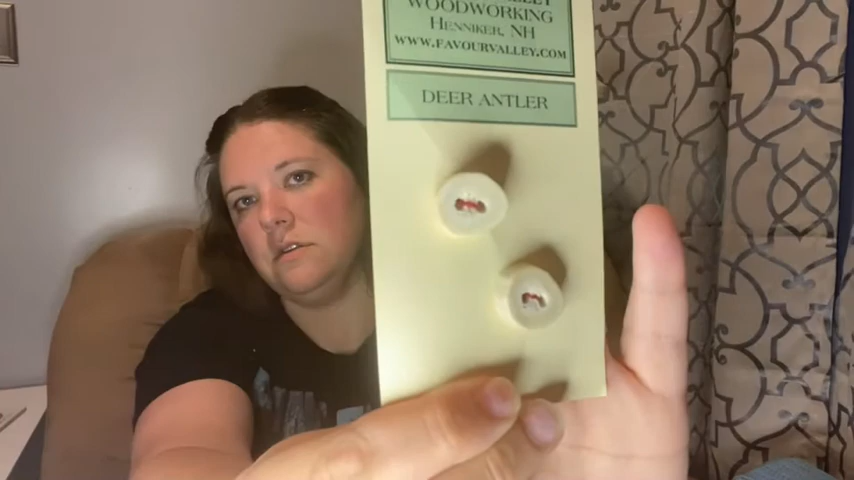 WOODWORKING
HENNIKER, NH
WWW.FAVOURVALLEY.COM
DEER ANTLER